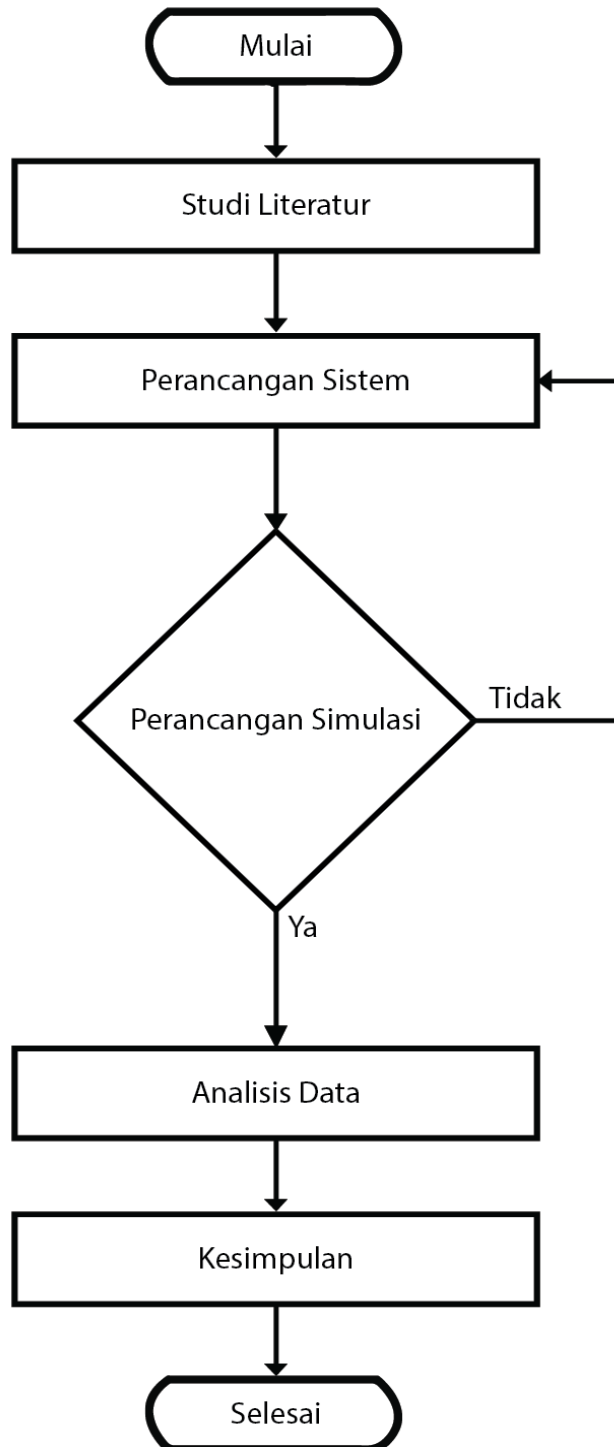 Mulai
Studi Literatur
Perancangan Sistem
Perancangan Simulasi
Tidak
Ya
Analisis Data
Kesimpulan
Selesai